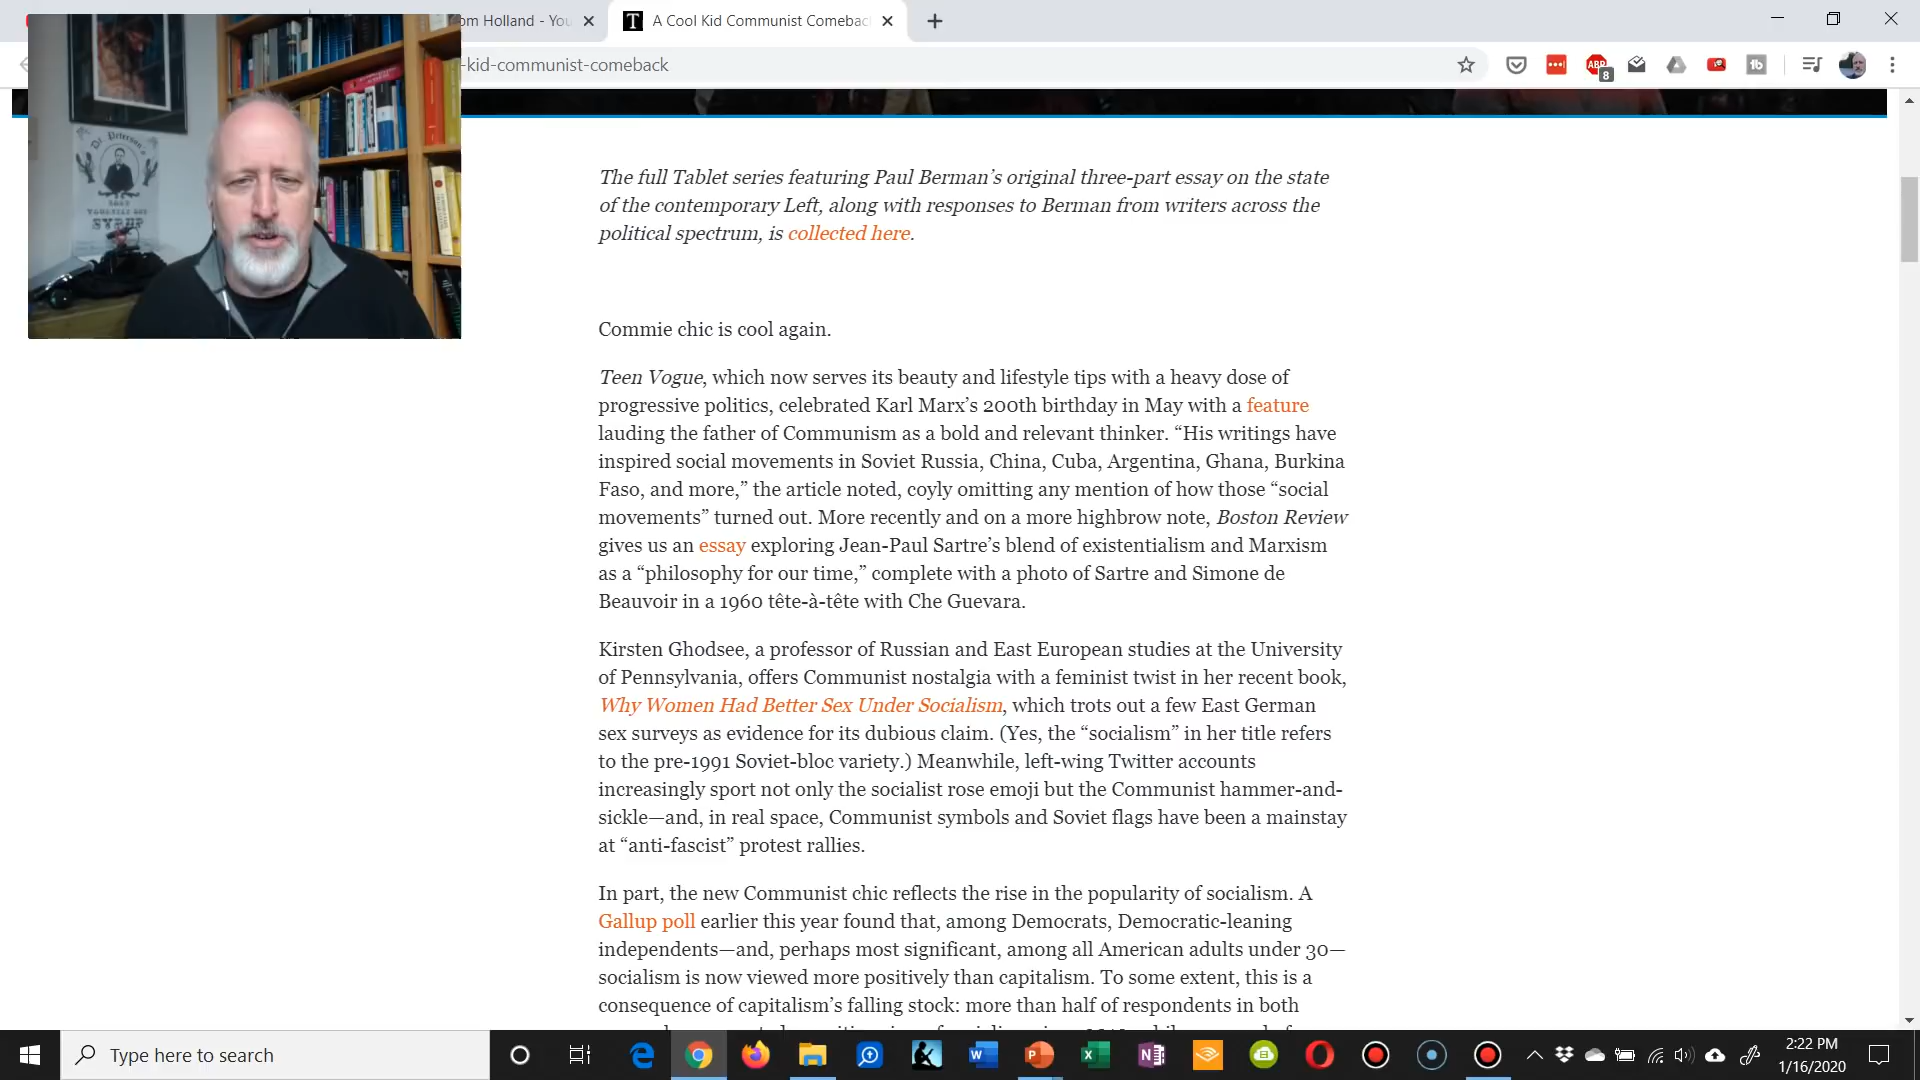 om Holland - You
A Cool Kid Communist Comeback
-kid-communist-comeback
8
Dr. Peterson's
SYRUP
The full Tablet series featuring Paul Berman’s original three-part essay on the state
of the contemporary Left, along with responses to Berman from writers across the
political spectrum, is collected here.
Commie chic is cool again.
Teen Vogue, which now serves its beauty and lifestyle tips with a heavy dose of
progressive politics, celebrated Karl Marx’s 200th birthday in May with a feature
lauding the father of Communism as a bold and relevant thinker. “His writings have
inspired social movements in Soviet Russia, China, Cuba, Argentina, Ghana, Burkina
Faso, and more,” the article noted, coyly omitting any mention of how those “social
movements” turned out. More recently and on a more highbrow note, Boston Review
gives us an essay exploring Jean-Paul Sartre’s blend of existentialism and Marxism
as a “philosophy for our time,” complete with a photo of Sartre and Simone de
Beauvoir in a 1960 tête-à-tête with Che Guevara.
Kirsten Ghodsee, a professor of Russian and East European studies at the University
of Pennsylvania, offers Communist nostalgia with a feminist twist in her recent book,
Why Women Had Better Sex Under Socialism, which trots out a few East German
sex surveys as evidence for its dubious claim. (Yes, the “socialism” in her title refers
to the pre-1991 Soviet-bloc variety.) Meanwhile, left-wing Twitter accounts
increasingly sport not only the socialist rose emoji but the Communist hammer-and-
sickle—and, in real space, Communist symbols and Soviet flags have been a mainstay
at “anti-fascist” protest rallies.
In part, the new Communist chic reflects the rise in the popularity of socialism. A
Gallup poll earlier this year found that, among Democrats, Democratic-leaning
independents—and, perhaps most significant, among all American adults under 30—
socialism is now viewed more positively than capitalism. To some extent, this is a
consequence of capitalism’s falling stock: more than half of respondents in both
Type here to search
2:22 PM
1/16/2020